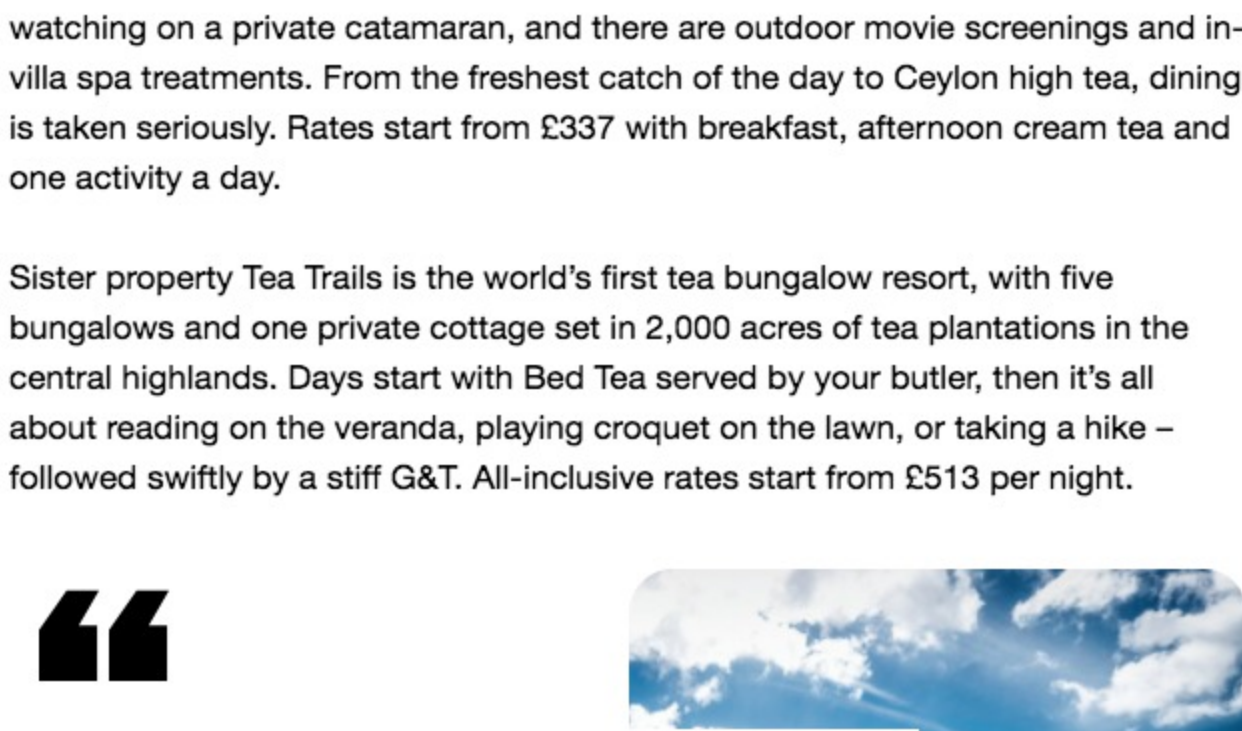 watching on a private catamaran, and there are outdoor movie screenings and in-
villa spa treatments. From the freshest catch of the day to Ceylon high tea, dining
is taken seriously. Rates start from £337 with breakfast, afternoon cream tea and
one activity a day.
Sister property Tea Trails is the world’s first tea bungalow resort, with five
bungalows and one private cottage set in 2,000 acres of tea plantations in the
central highlands. Days start with Bed Tea served by your butler, then it’s all
about reading on the veranda, playing croquet on the lawn, or taking a hike –
followed swiftly by a stiff G&T. All-inclusive rates start from £513 per night.
“